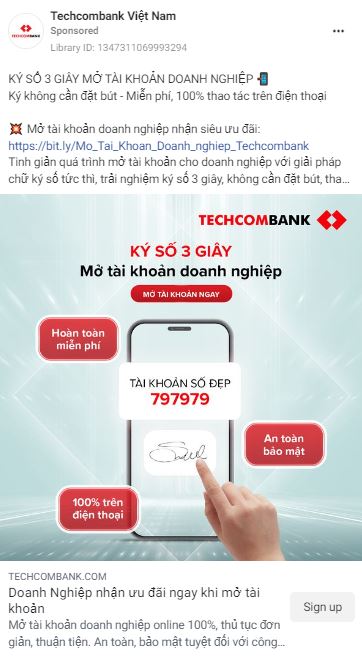 Techcombank Việt Nam
Sponsored
Library ID: 1347311069993294
KÝ SỐ 3 GIÂY MỞ TÀI KHOẢN DOANH NGHIỆP
Ký không cần đặt bút - Miễn phí, 100% thao tác trên điện thoại
Mở tài khoản doanh nghiệp nhận siêu ưu đãi:
https://bit.ly/Mo_Tai_Khoan_Doanh_nghiep_Techcombank
Tinh giản quá trình mở tài khoản cho doanh nghiệp với giải pháp
chữ ký số tức thì, trải nghiệm ký số 3 giây, không cần đặt bút, tha...
TECHCOMBANK
TECHCOMBANK
KÝ SỐ 3 GIÂY
Mở tài khoản doanh nghiệp
MỞ TÀI KHOẢN NGAY
Hoàn toàn
miễn phí
TÀI KHOẢN SỐ ĐẸP
797979
An toàn
bảo mật
100% trên
điện thoại
TECHCOMBANK.COM
Doanh Nghiệp nhận ưu đãi ngay khi mở tài
khoản
Sign up
Mở tài khoản doanh nghiệp online 100%, thủ tục đơn
giản, thuận tiện. An toàn, bảo mật tuyệt đối với công...